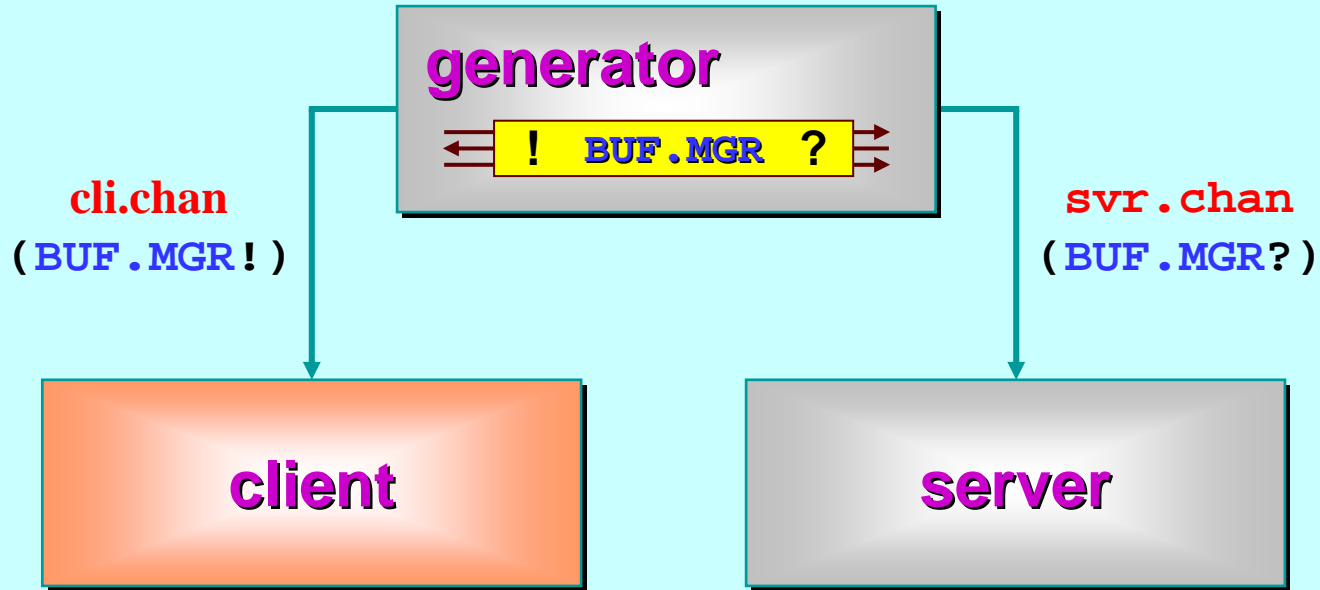 generator
! BUF.MGR ?
cli.chan
(BUF.MGR!)
svr.chan
(BUF.MGR?)
client
server